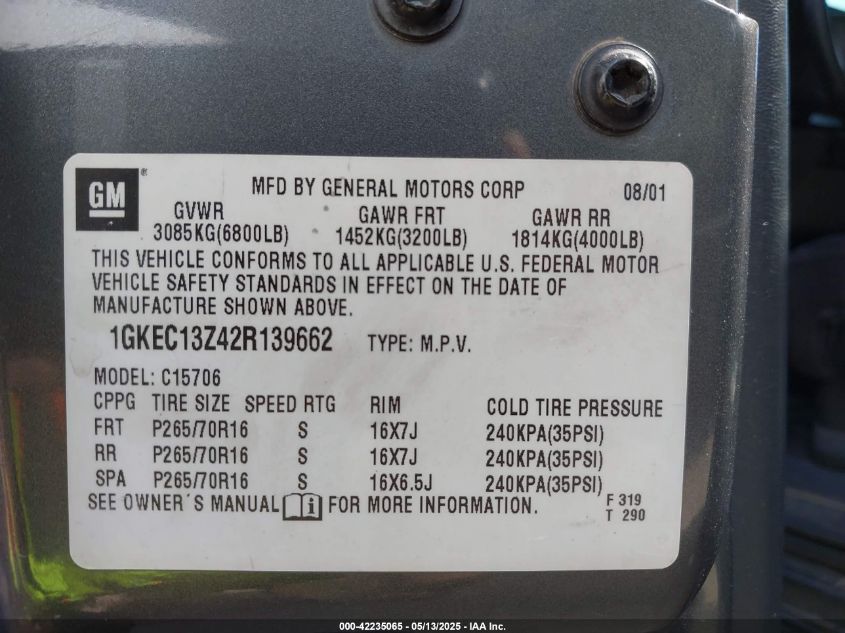 GM
MFD BY GENERAL MOTORS CORP 08/01
GVWR GAWR FRT GAWR RR
3085KG(6800LB) 1452KG(3200LB) 1814KG(4000LB)
THIS VEHICLE CONFORMS TO ALL APPLICABLE U.S. FEDERAL MOTOR
VEHICLE SAFETY STANDARDS IN EFFECT ON THE DATE OF
MANUFACTURE SHOWN ABOVE.
1GKEC13Z42R139662 TYPE: M.P.V.
MODEL: C15706
CPPG TIRE SIZE SPEED RTG RIM COLD TIRE PRESSURE
FRT P265/70R16 S 16X7J 240KPA(35PSI)
RR P265/70R16 S 16X7J 240KPA(35PSI)
SPA P265/70R16 S 16X6.5J 240KPA(35PSI)
SEE OWNER'S MANUAL FOR MORE INFORMATION.
F 319
T 290
000-42235065 - 05/13/2025 - IAA Inc.